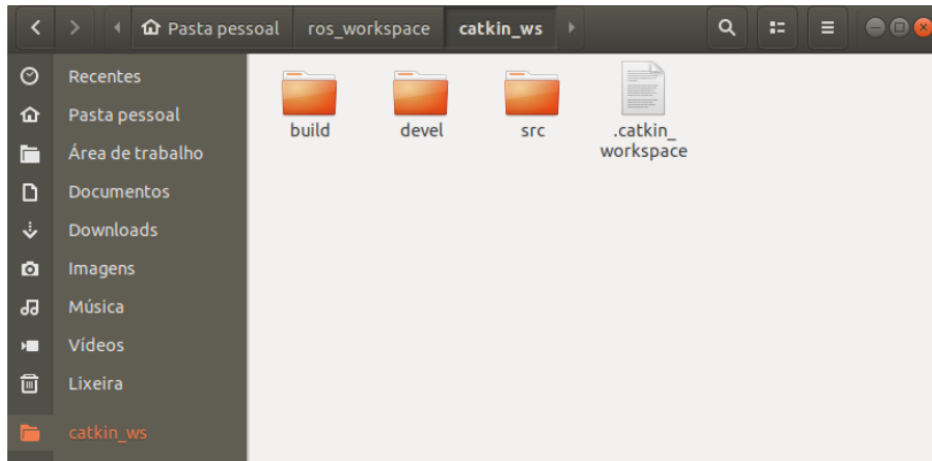 Pasta pessoal ros_workspace catkin_ws
Recentes
Pasta pessoal
Área de trabalho
Documentos
Downloads
Imagens
Música
Vídeos
Lixeira
catkin_ws
build devel src .catkin_
workspace